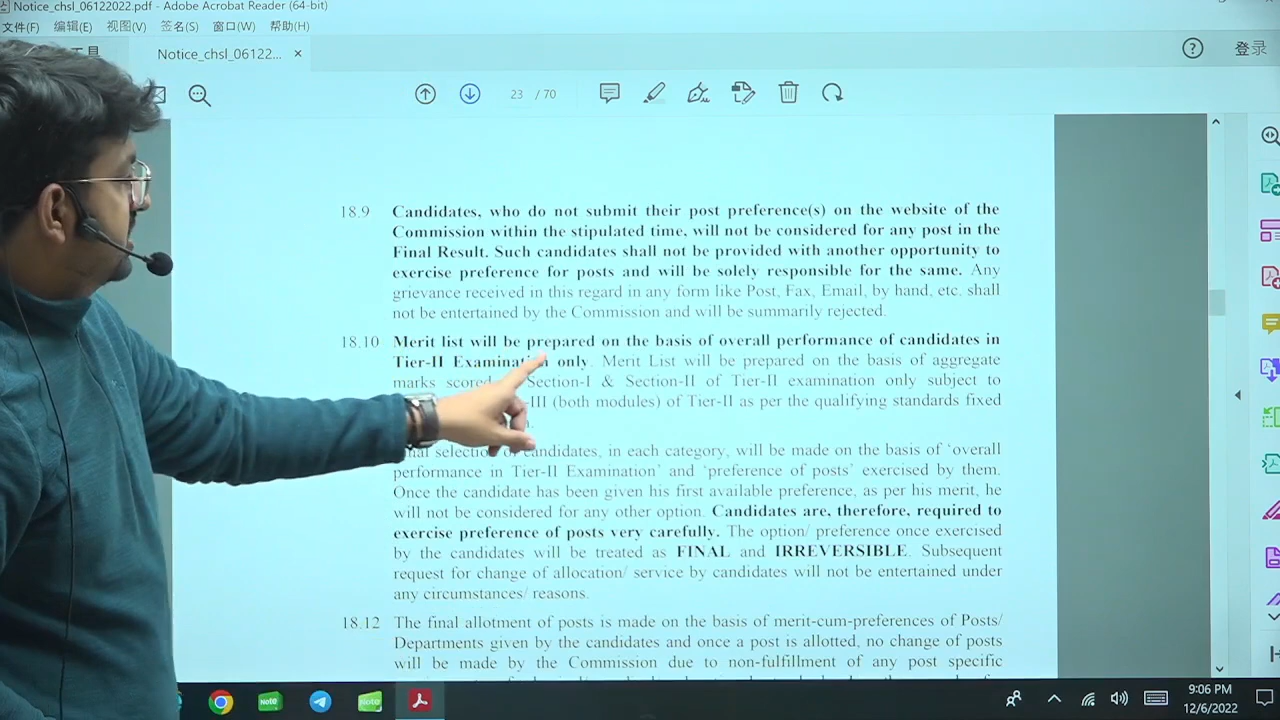 Notice_chsl_06122022.pdf - Adobe Acrobat Reader (64-bit)
文件(F) 编辑(E) 视图(V) 签名(S) 窗口(W) 帮助(H)
工具 Notice_chsl_06122... × ? 登录
23 / 70
18.9 Candidates, who do not submit their post preference(s) on the website of the
Commission within the stipulated time, will not be considered for any post in the
Final Result. Such candidates shall not be provided with another opportunity to
exercise preference for posts and will be solely responsible for the same. Any
grievance received in this regard in any form like Post, Fax, Email, by hand, etc. shall
not be entertained by the Commission and will be summarily rejected.
18.10 Merit list will be prepared on the basis of overall performance of candidates in
Tier-II Examination only. Merit List will be prepared on the basis of aggregate
marks scored Section-I & Section-II of Tier-II examination only subject to
-III (both modules) of Tier-II as per the qualifying standards fixed
selection of candidates, in each category, will be made on the basis of ‘overall
performance in Tier-II Examination’ and ‘preference of posts’ exercised by them.
Once the candidate has been given his first available preference, as per his merit, he
will not be considered for any other option. Candidates are, therefore, required to
exercise preference of posts very carefully. The option/ preference once exercised
by the candidates will be treated as FINAL and IRREVERSIBLE. Subsequent
request for change of allocation/ service by candidates will not be entertained under
any circumstances/ reasons.
18.12 The final allotment of posts is made on the basis of merit-cum-preferences of Posts/
Departments given by the candidates and once a post is allotted, no change of posts
will be made by the Commission due to non-fulfillment of any post specific
Note Note 9:06 PM
12/6/2022